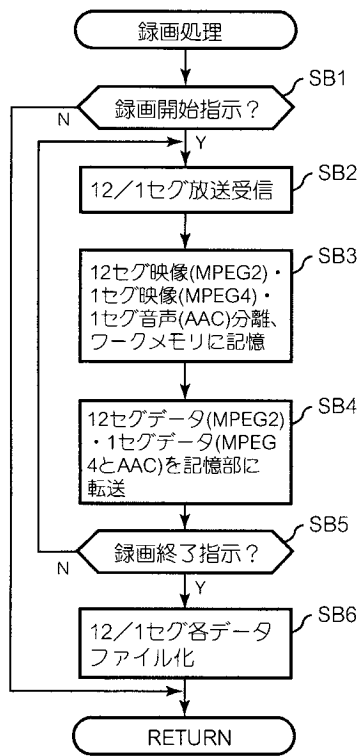 録画処理
SB1
録画開始指示？
N
Y
SB2
12／1セグ放送受信
SB3
12セグ映像(MPEG2)・
1セグ映像(MPEG4)・
1セグ音声(AAC)分離、
ワークメモリに記憶
SB4
12セグデータ(MPEG2)
・1セグデータ(MPEG
4とAAC)を記憶部に
転送
SB5
録画終了指示？
N
Y
SB6
12／1セグ各データ
ファイル化
RETURN